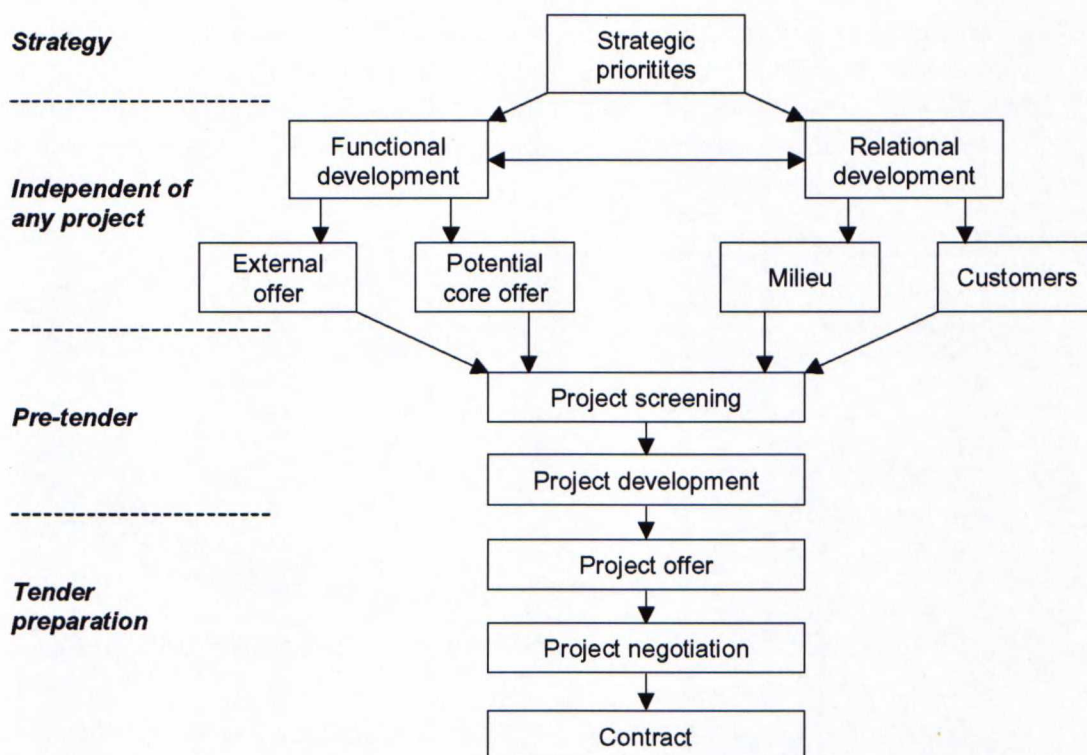 Strategy
Strategic
prioritites
Functional
development
Relational
development
Independent of
any project
External
offer
Potential
core offer
Milieu
Customers
Project screening
Pre-tender
Project development
Project offer
Tender
preparation
Project negotiation
Contract